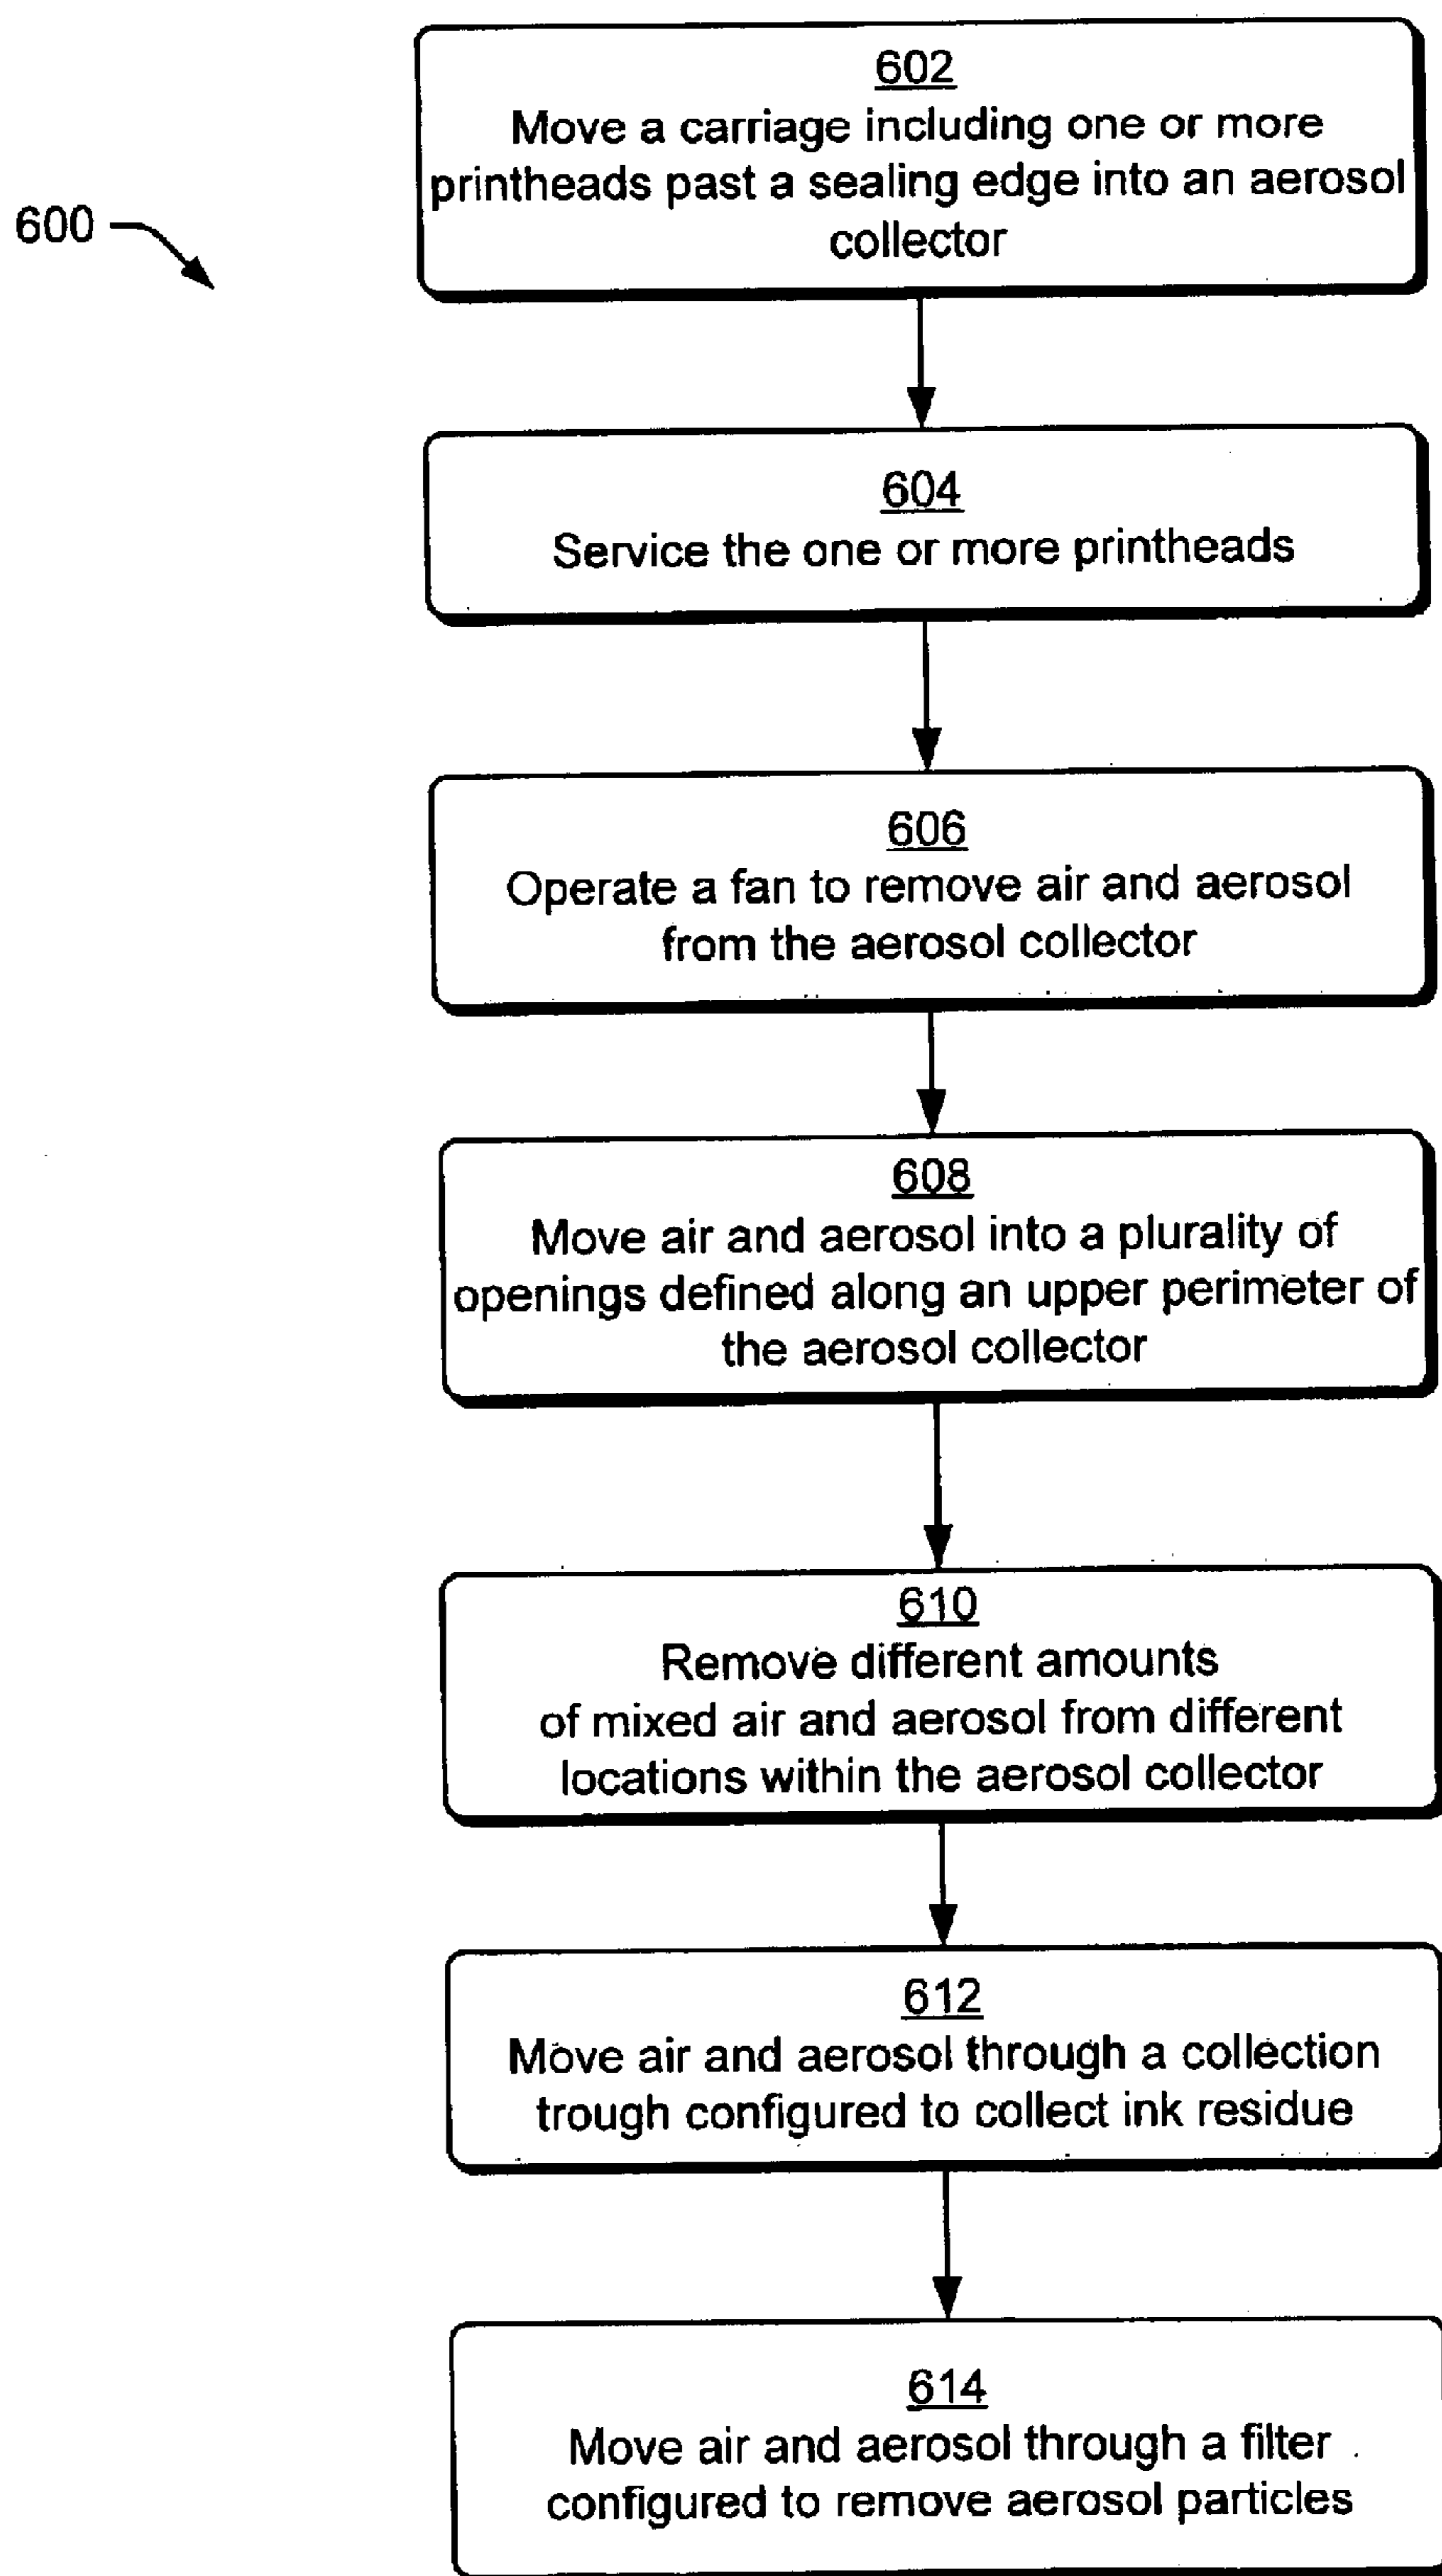 600
602
Move a carriage including one or more
printheads past a sealing edge into an aerosol
collector
604
Service the one or more printheads
606
Operate a fan to remove air and aerosol
from the aerosol collector
608
Move air and aerosol into a plurality of
openings defined along an upper perimeter of
the aerosol collector
610
Remove different amounts
of mixed air and aerosol from different
locations within the aerosol collector
612
Move air and aerosol through a collection
trough configured to collect ink residue
614
Move air and aerosol through a filter
configured to remove aerosol particles